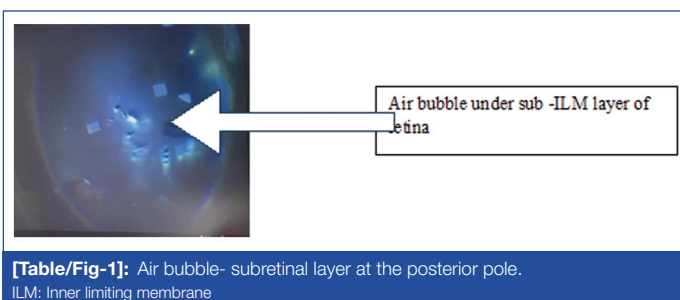 Air bubble under sub -ILM layer of
retina
[Table/Fig-1]: Air bubble- subretinal layer at the posterior pole.
ILM: Inner limiting membrane